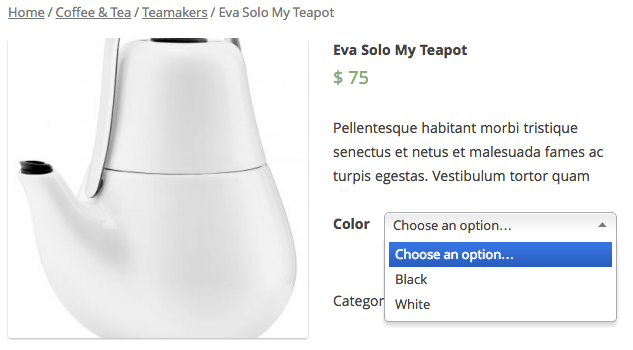 Home / Coffee & Tea / Teamakers / Eva Solo My Teapot
Eva Solo My Teapot
$ 75
Pellentesque habitant morbi tristique
senectus et netus et malesuada fames ac
turpis egestas. Vestibulum tortor quam
Color Choose an option...
Choose an option...
Black
White
Categor